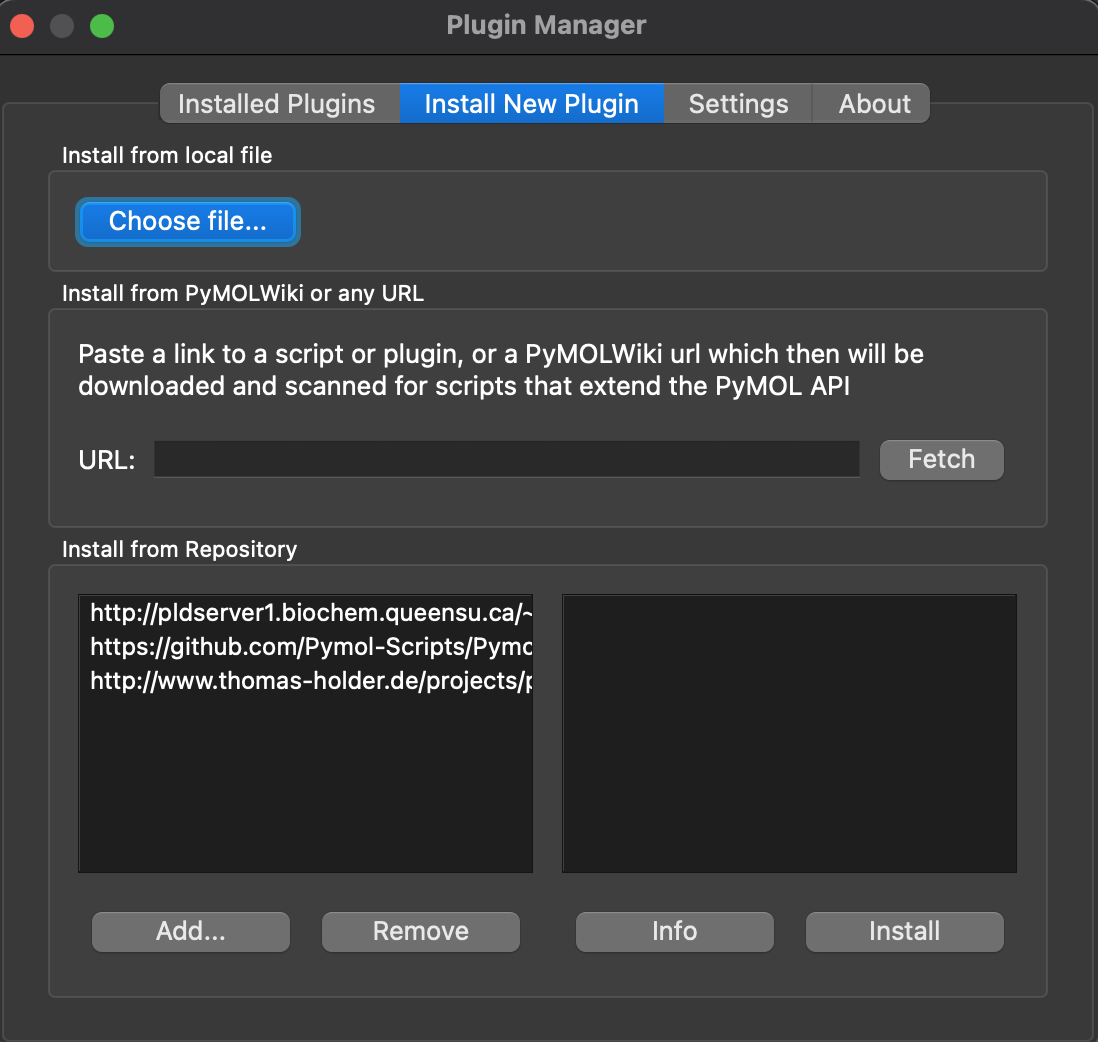 Plugin Manager
Installed Plugins
Install New Plugin
Settings
About
Install from local file
Choose file...
Install from PyMOLWiki or any URL
Paste a link to a script or plugin, or a PyMOLWiki url which then will be
downloaded and scanned for scripts that extend the PyMOL API
URL:
Fetch
Install from Repository
http://pldserver1.biochem.queensu.ca/~
https://github.com/Pymol-Scripts/Pymo
http://www.thomas-holder.de/projects/p
Add...
Remove
Info
Install